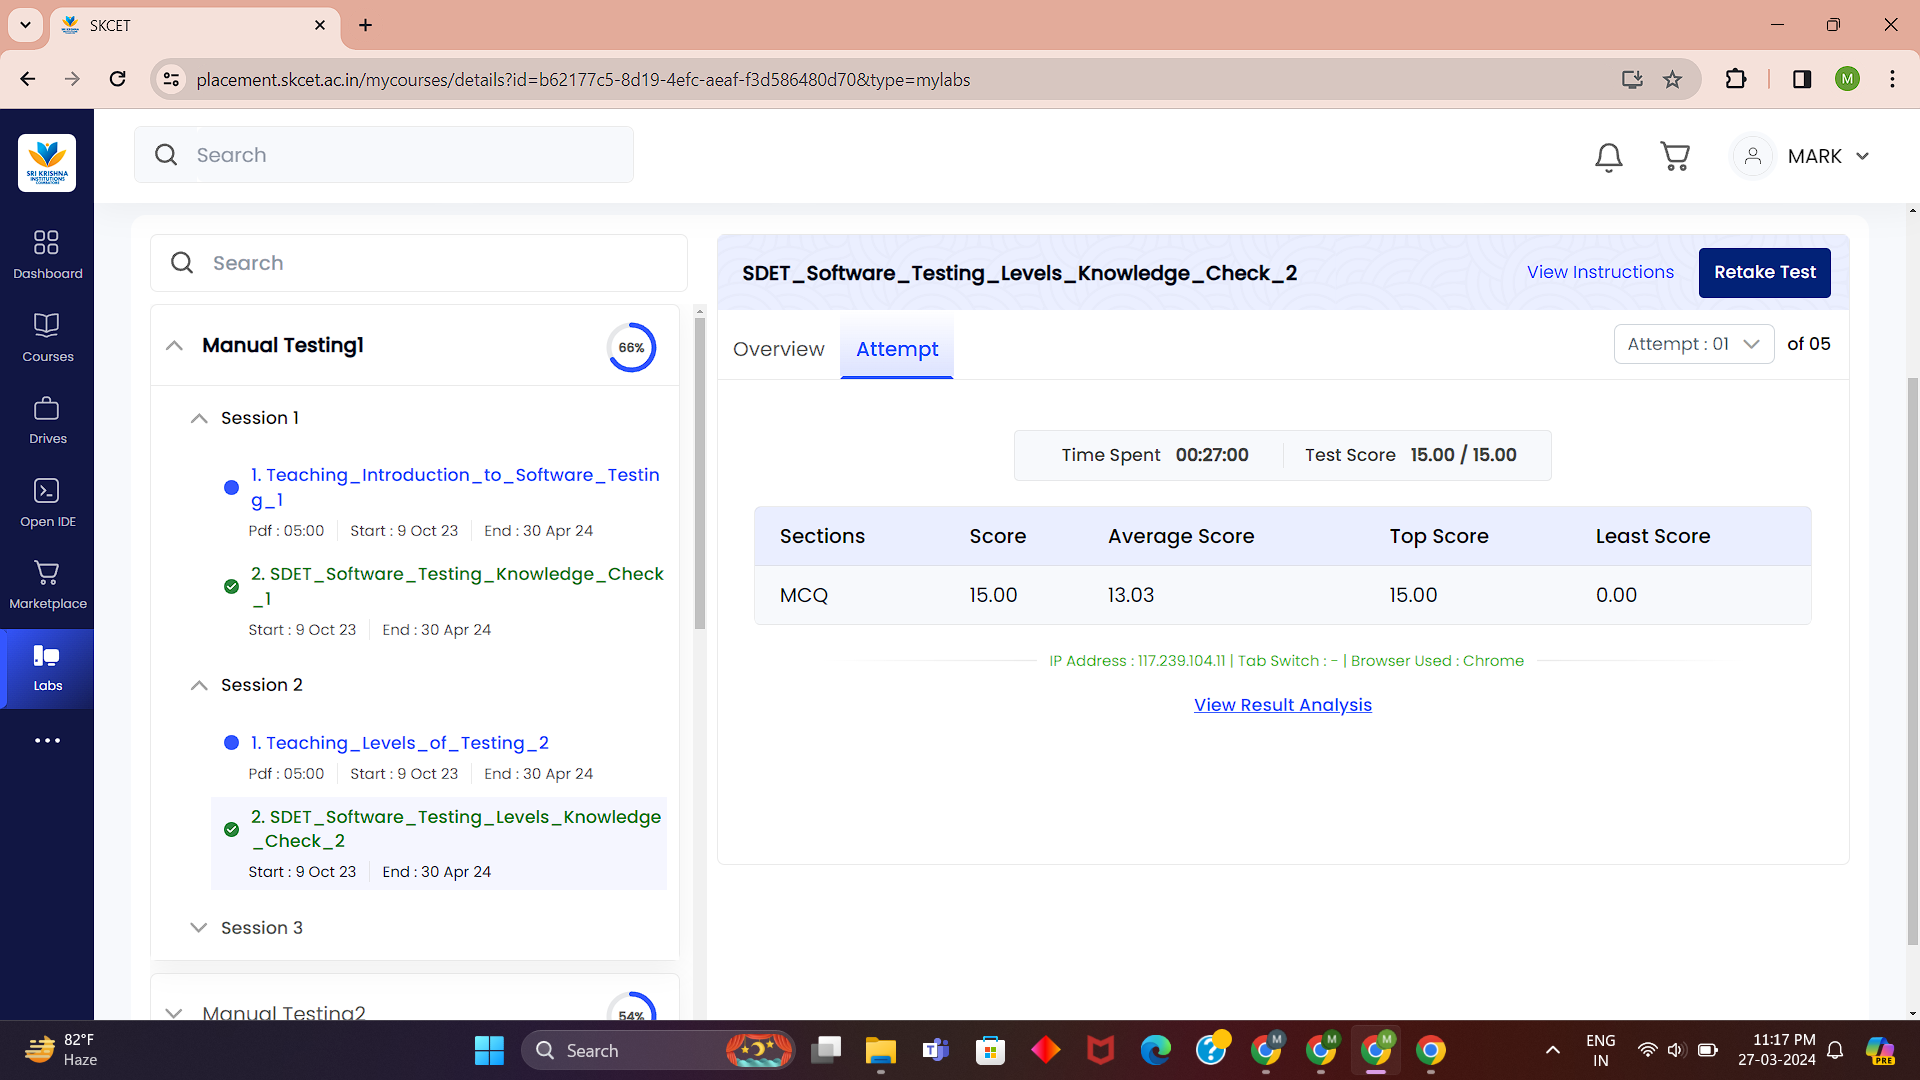 SKCET
placement.skcet.ac.in/mycourses/details?id=b62177c5-8d19-4efc-aeaf-f3d586480d70&type=mylabs
M
SRI KRISHNA
INSTITUTIONS
Search
MARK
Dashboard
Courses
Drives
Open IDE
Marketplace
Labs
Search
Manual Testing1
66%
Session 1
1. Teaching_Introduction_to_Software_Testin
g_1
Pdf : 05:00 Start : 9 Oct 23 End : 30 Apr 24
2. SDET_Software_Testing_Knowledge_Check
_1
Start : 9 Oct 23 End : 30 Apr 24
Session 2
1. Teaching_Levels_of_Testing_2
Pdf : 05:00 Start : 9 Oct 23 End : 30 Apr 24
2. SDET_Software_Testing_Levels_Knowledge
_Check_2
Start : 9 Oct 23 End : 30 Apr 24
Session 3
Manual Testing2
54%
SDET_Software_Testing_Levels_Knowledge_Check_2
View Instructions
Retake Test
Overview
Attempt
Attempt : 01
of 05
Time Spent 00:27:00 Test Score 15.00 / 15.00
Sections Score Average Score Top Score Least Score
MCQ 15.00 13.03 15.00 0.00
IP Address : 117.239.104.11 | Tab Switch : - | Browser Used : Chrome
View Result Analysis
82°F
Haze
Search
M
M
M
ENG
IN
11:17 PM
27-03-2024
PRE